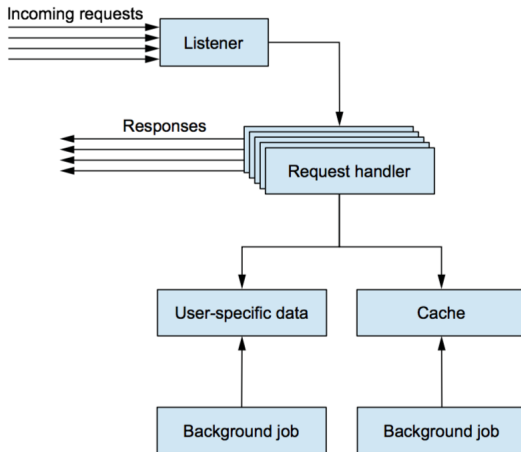 Incoming requests
Listener
Responses
Request handler
User-specific data
Cache
Background job
Background job